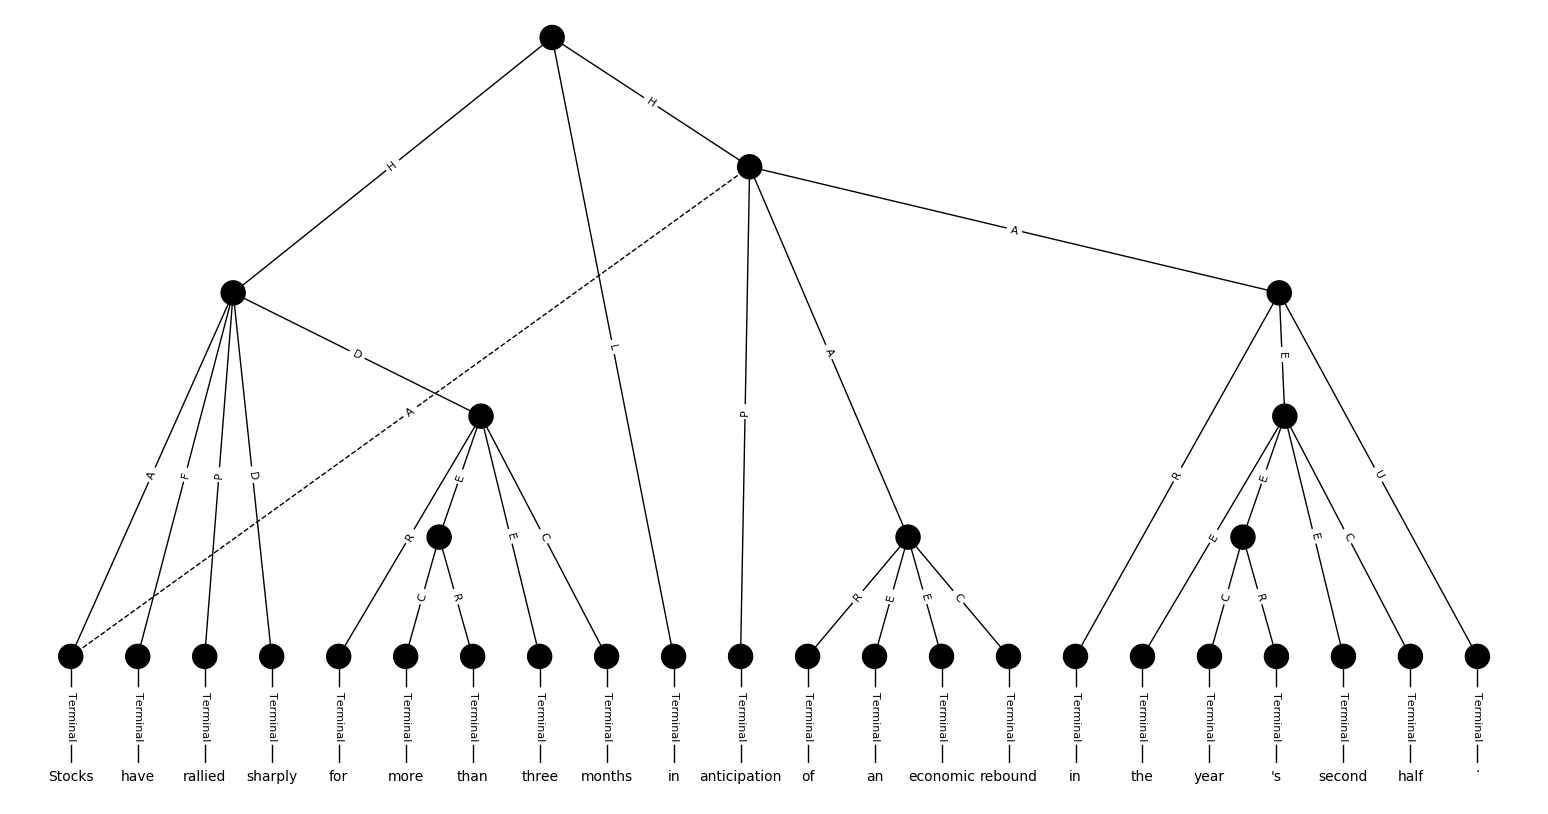 H
H
A
D
L
A
E
A
P
A
F
P
D
E
R
E
U
R
E
C
E
E
C
C
R
R
E
E
C
C
R
Terminal Terminal Terminal Terminal Terminal Terminal Terminal Terminal Terminal Terminal Terminal Terminal Terminal Terminal Terminal Terminal Terminal Terminal Terminal Terminal Terminal Terminal
Stocks have rallied sharply for more than three months in anticipation of an economic rebound in the year 's second half .